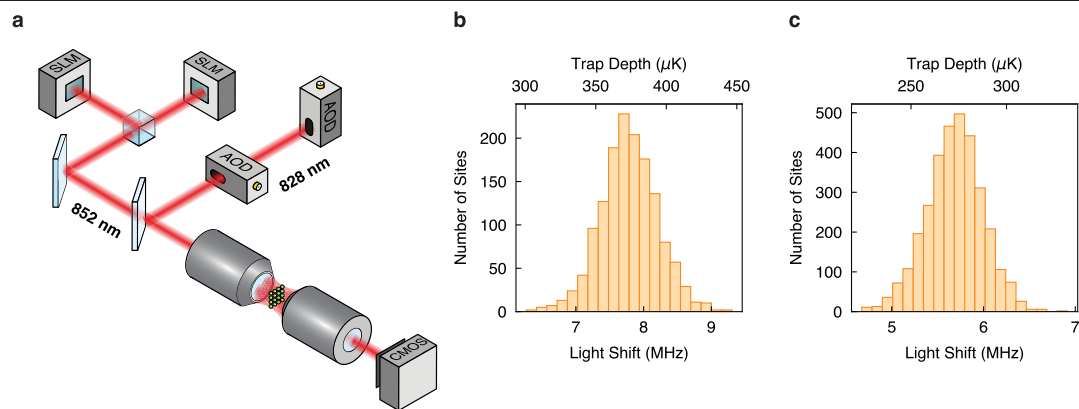 a
SLM
SLM
AOD
AOD
828 nm
852 nm
CMOS
b
Trap Depth (μK)
300 350 400 450
Number of Sites
200
150
100
50
0
7 8 9
Light Shift (MHz)
c
Trap Depth (μK)
250 300
Number of Sites
500
400
300
200
100
0
5 6 7
Light Shift (MHz)